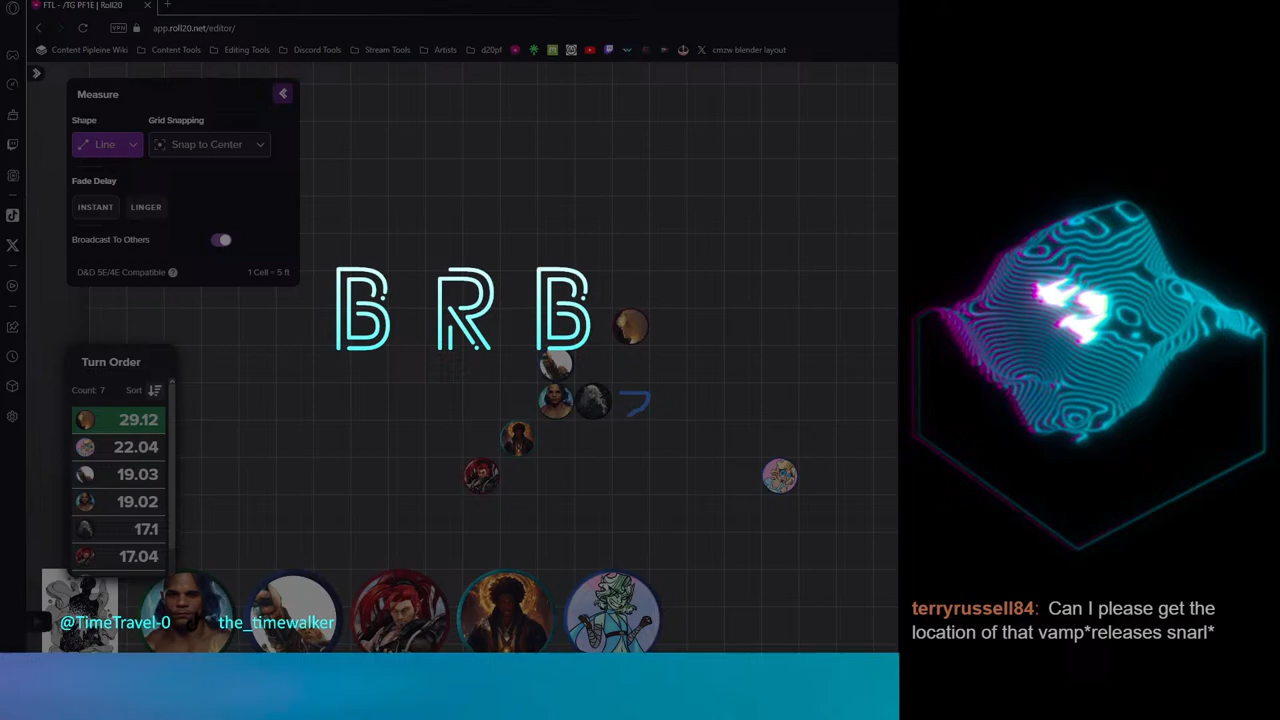 FTL - /TG PF1E | Roll20
VPN
app.roll20.net/editor/
Content Pipleine Wiki
Content Tools
Editing Tools
Discord Tools
Stream Tools
Artists
d20pf
cmzw blender layout
Measure
Shape
Grid Snapping
Line
Snap to Center
Fade Delay
INSTANT
LINGER
Broadcast To Others
D&D 5E/4E Compatible
1 Cell = 5 ft.
BRB
Turn Order
Count: 7
Sort
29.12
22.04
19.03
19.02
17.1
17.04
@TimeTravel-0
the_timewalker
terryrussell84: Can I please get the
location of that vamp*releases snarl*